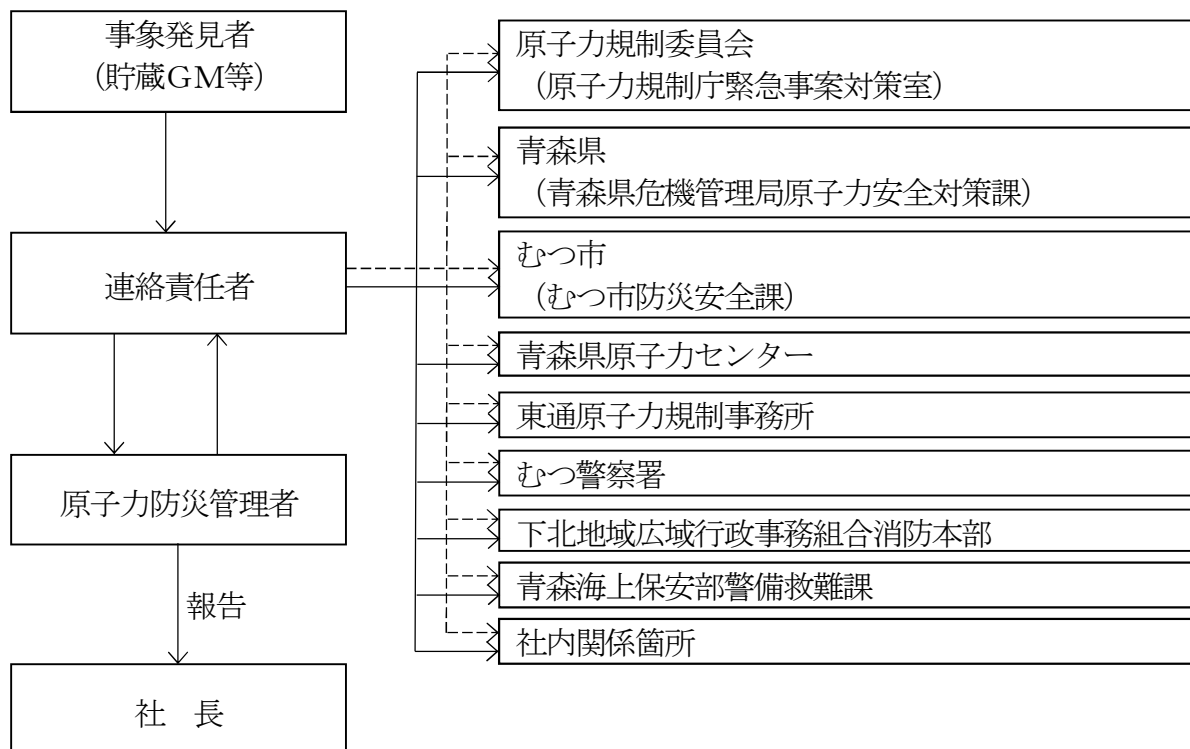 事象発見者
(貯蔵GM等)
連絡責任者
原子力防災管理者
報告
社 長
原子力規制委員会
(原子力規制庁緊急事案対策室)
青森県
(青森県危機管理局原子力安全対策課)
むつ市
(むつ市防災安全課)
青森県原子力センター
東通原子力規制事務所
むつ警察署
下北地域広域行政事務組合消防本部
青森海上保安部警備救難課
社内関係箇所